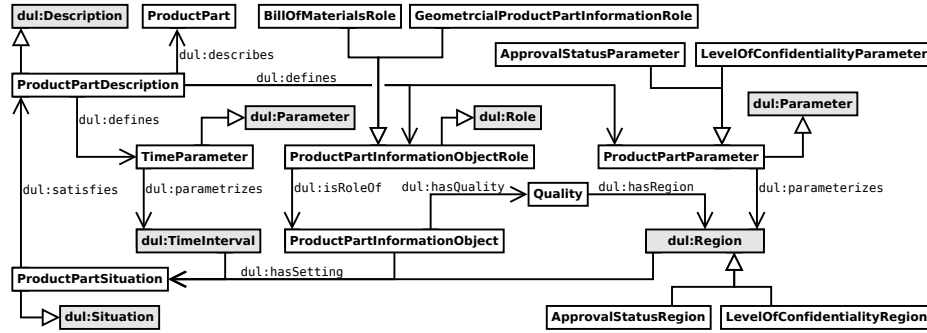 dul:Description
ProductPart
BillOfMaterialsRole
GeometrcialProductPartInformationRole
dul:describes
ApprovalStatusParameter
LevelOfConfidentialityParameter
ProductPartDescription
dul:defines
dul:defines
dul:Parameter
dul:Role
dul:Parameter
TimeParameter
ProductPartInformationObjectRole
ProductPartParameter
dul:satisfies
dul:parametrizes
dul:isRoleOf
dul:hasQuality
Quality
dul:hasRegion
dul:parameterizes
dul:TimeInterval
ProductPartInformationObject
dul:Region
ProductPartSituation
dul:hasSetting
dul:Situation
ApprovalStatusRegion
LevelOfConfidentialityRegion